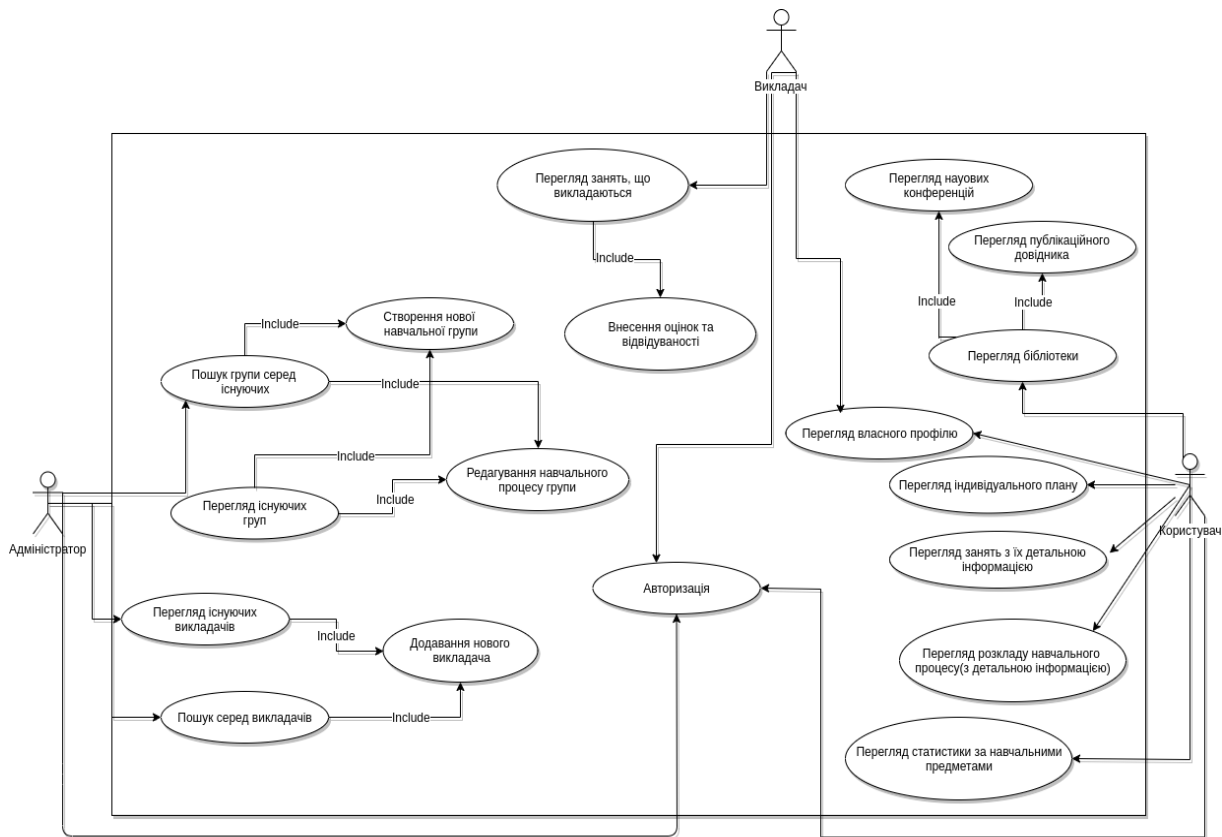 Викладач
Перегляд занять, що
викладаються
Перегляд наукових
конференцій
Перегляд публікаційного
довідника
Include
Include
Include
Створення нової
навчальної групи
Include
Внесення оцінок та
відвідуваності
Перегляд бібліотеки
Пошук групи серед
існуючих
Include
Перегляд власного профілю
Include
Редагування навчального
процесу групи
Перегляд індивідуального плану
Include
Перегляд існуючих
груп
Адміністратор
Користувач
Перегляд занять з їх детальною
інформацією
Авторизація
Перегляд існуючих
викладачів
Include
Додавання нового
викладача
Перегляд розкладу навчального
процесу(з детальною інформацією)
Пошук серед викладачів
Include
Перегляд статистики за навчальними
предметами